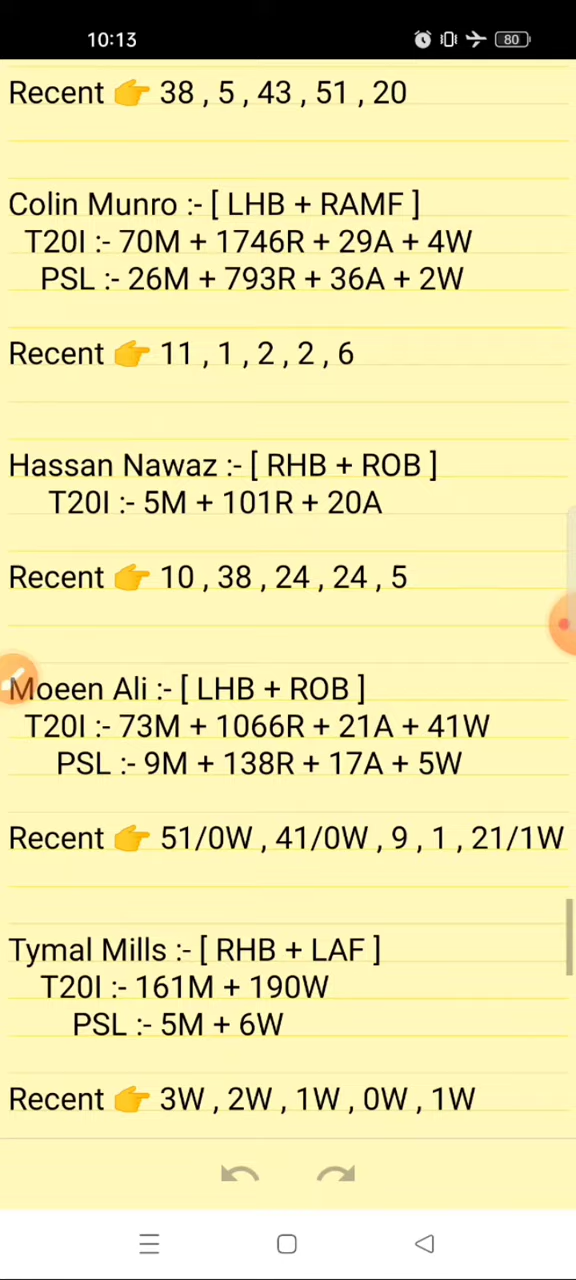 10:13
80
Recent 👉 38 , 5 , 43 , 51 , 20
Colin Munro :- [ LHB + RAMF ]
T20I :- 70M + 1746R + 29A + 4W
PSL :- 26M + 793R + 36A + 2W
Recent 👉 11 , 1 , 2 , 2 , 6
Hassan Nawaz :- [ RHB + ROB ]
T20I :- 5M + 101R + 20A
Recent 👉 10 , 38 , 24 , 24 , 5
Moeen Ali :- [ LHB + ROB ]
T20I :- 73M + 1066R + 21A + 41W
PSL :- 9M + 138R + 17A + 5W
Recent 👉 51/0W , 41/0W , 9 , 1 , 21/1W
Tymal Mills :- [ RHB + LAF ]
T20I :- 161M + 190W
PSL :- 5M + 6W
Recent 👉 3W , 2W , 1W , 0W , 1W